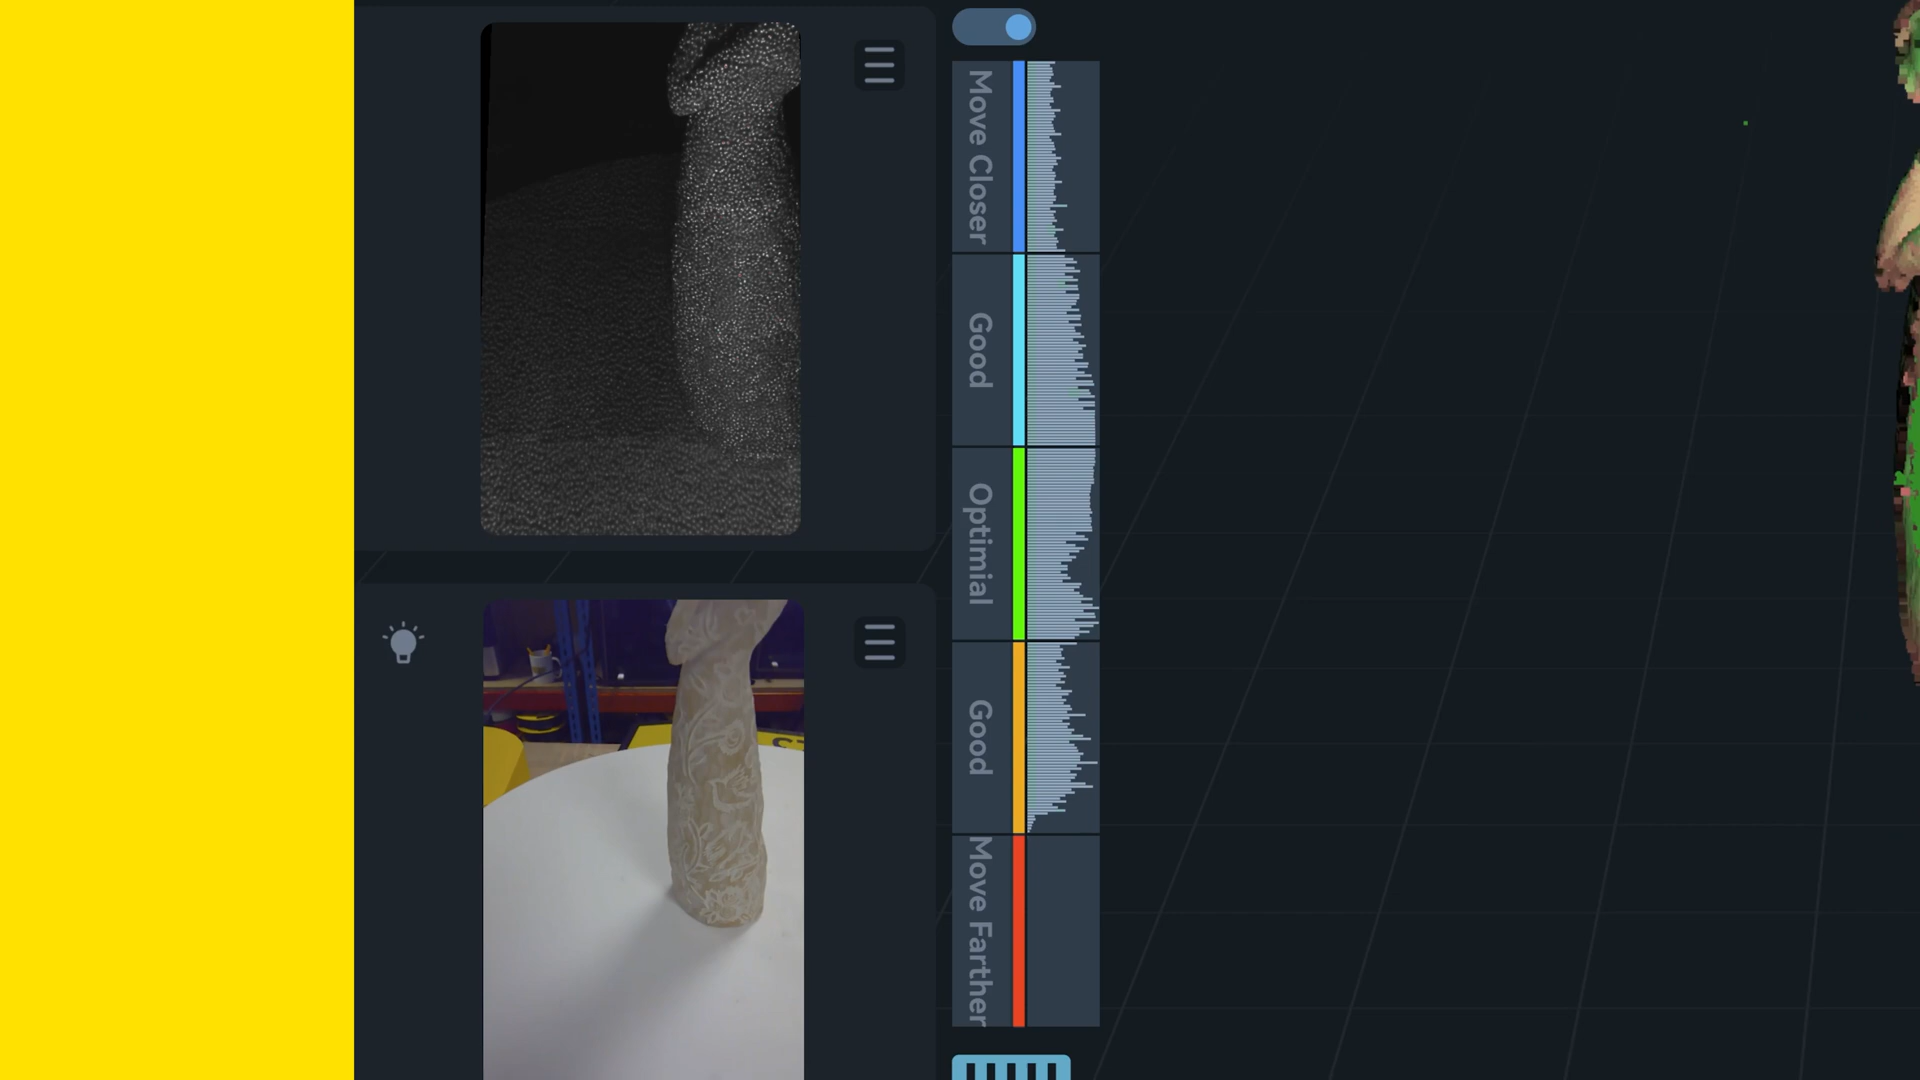 Move Closer
Good
Optimial
Good
Move Farther